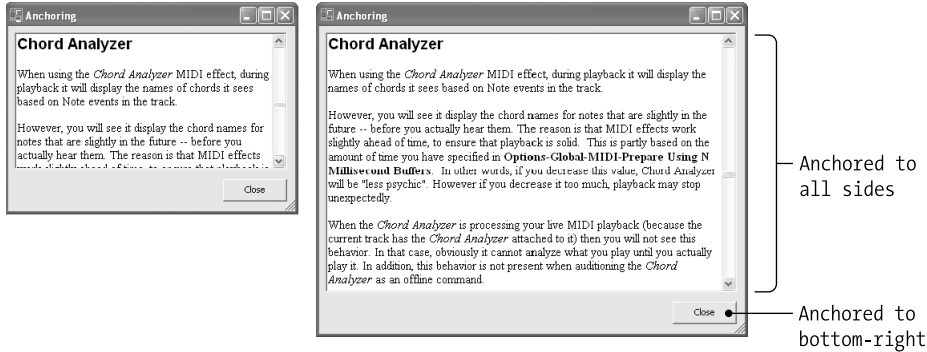 Anchoring
Chord Analyzer
When using the Chord Analyzer MIDI effect, during
playback it will display the names of chords it sees
based on Note events in the track.
However, you will see it display the chord names for
notes that are slightly in the future -- before you
actually hear them. The reason is that MIDI effects
work slightly ahead of time, to ensure that playback is
Close
Anchoring
Chord Analyzer
When using the Chord Analyzer MIDI effect, during playback it will display the
names of chords it sees based on Note events in the track.
However, you will see it display the chord names for notes that are slightly in the
future -- before you actually hear them. The reason is that MIDI effects work
slightly ahead of time, to ensure that playback is solid. This is partly based on the
amount of time you have specified in Options-Global-MIDI-Prepare Using N
Millisecond Buffers. In other words, if you decrease this value, Chord Analyzer
will be "less psychic". However if you decrease it too much, playback may stop
unexpectedly.
When the Chord Analyzer is processing your live MIDI playback (because the
current track has the Chord Analyzer attached to it) then you will not see this
behavior. In that case, obviously it cannot analyze what you play until you actually
play it. In addition, this behavior is not present when auditioning the Chord
Analyzer as an offline command.
Close
Anchored to
all sides
Anchored to
bottom-right